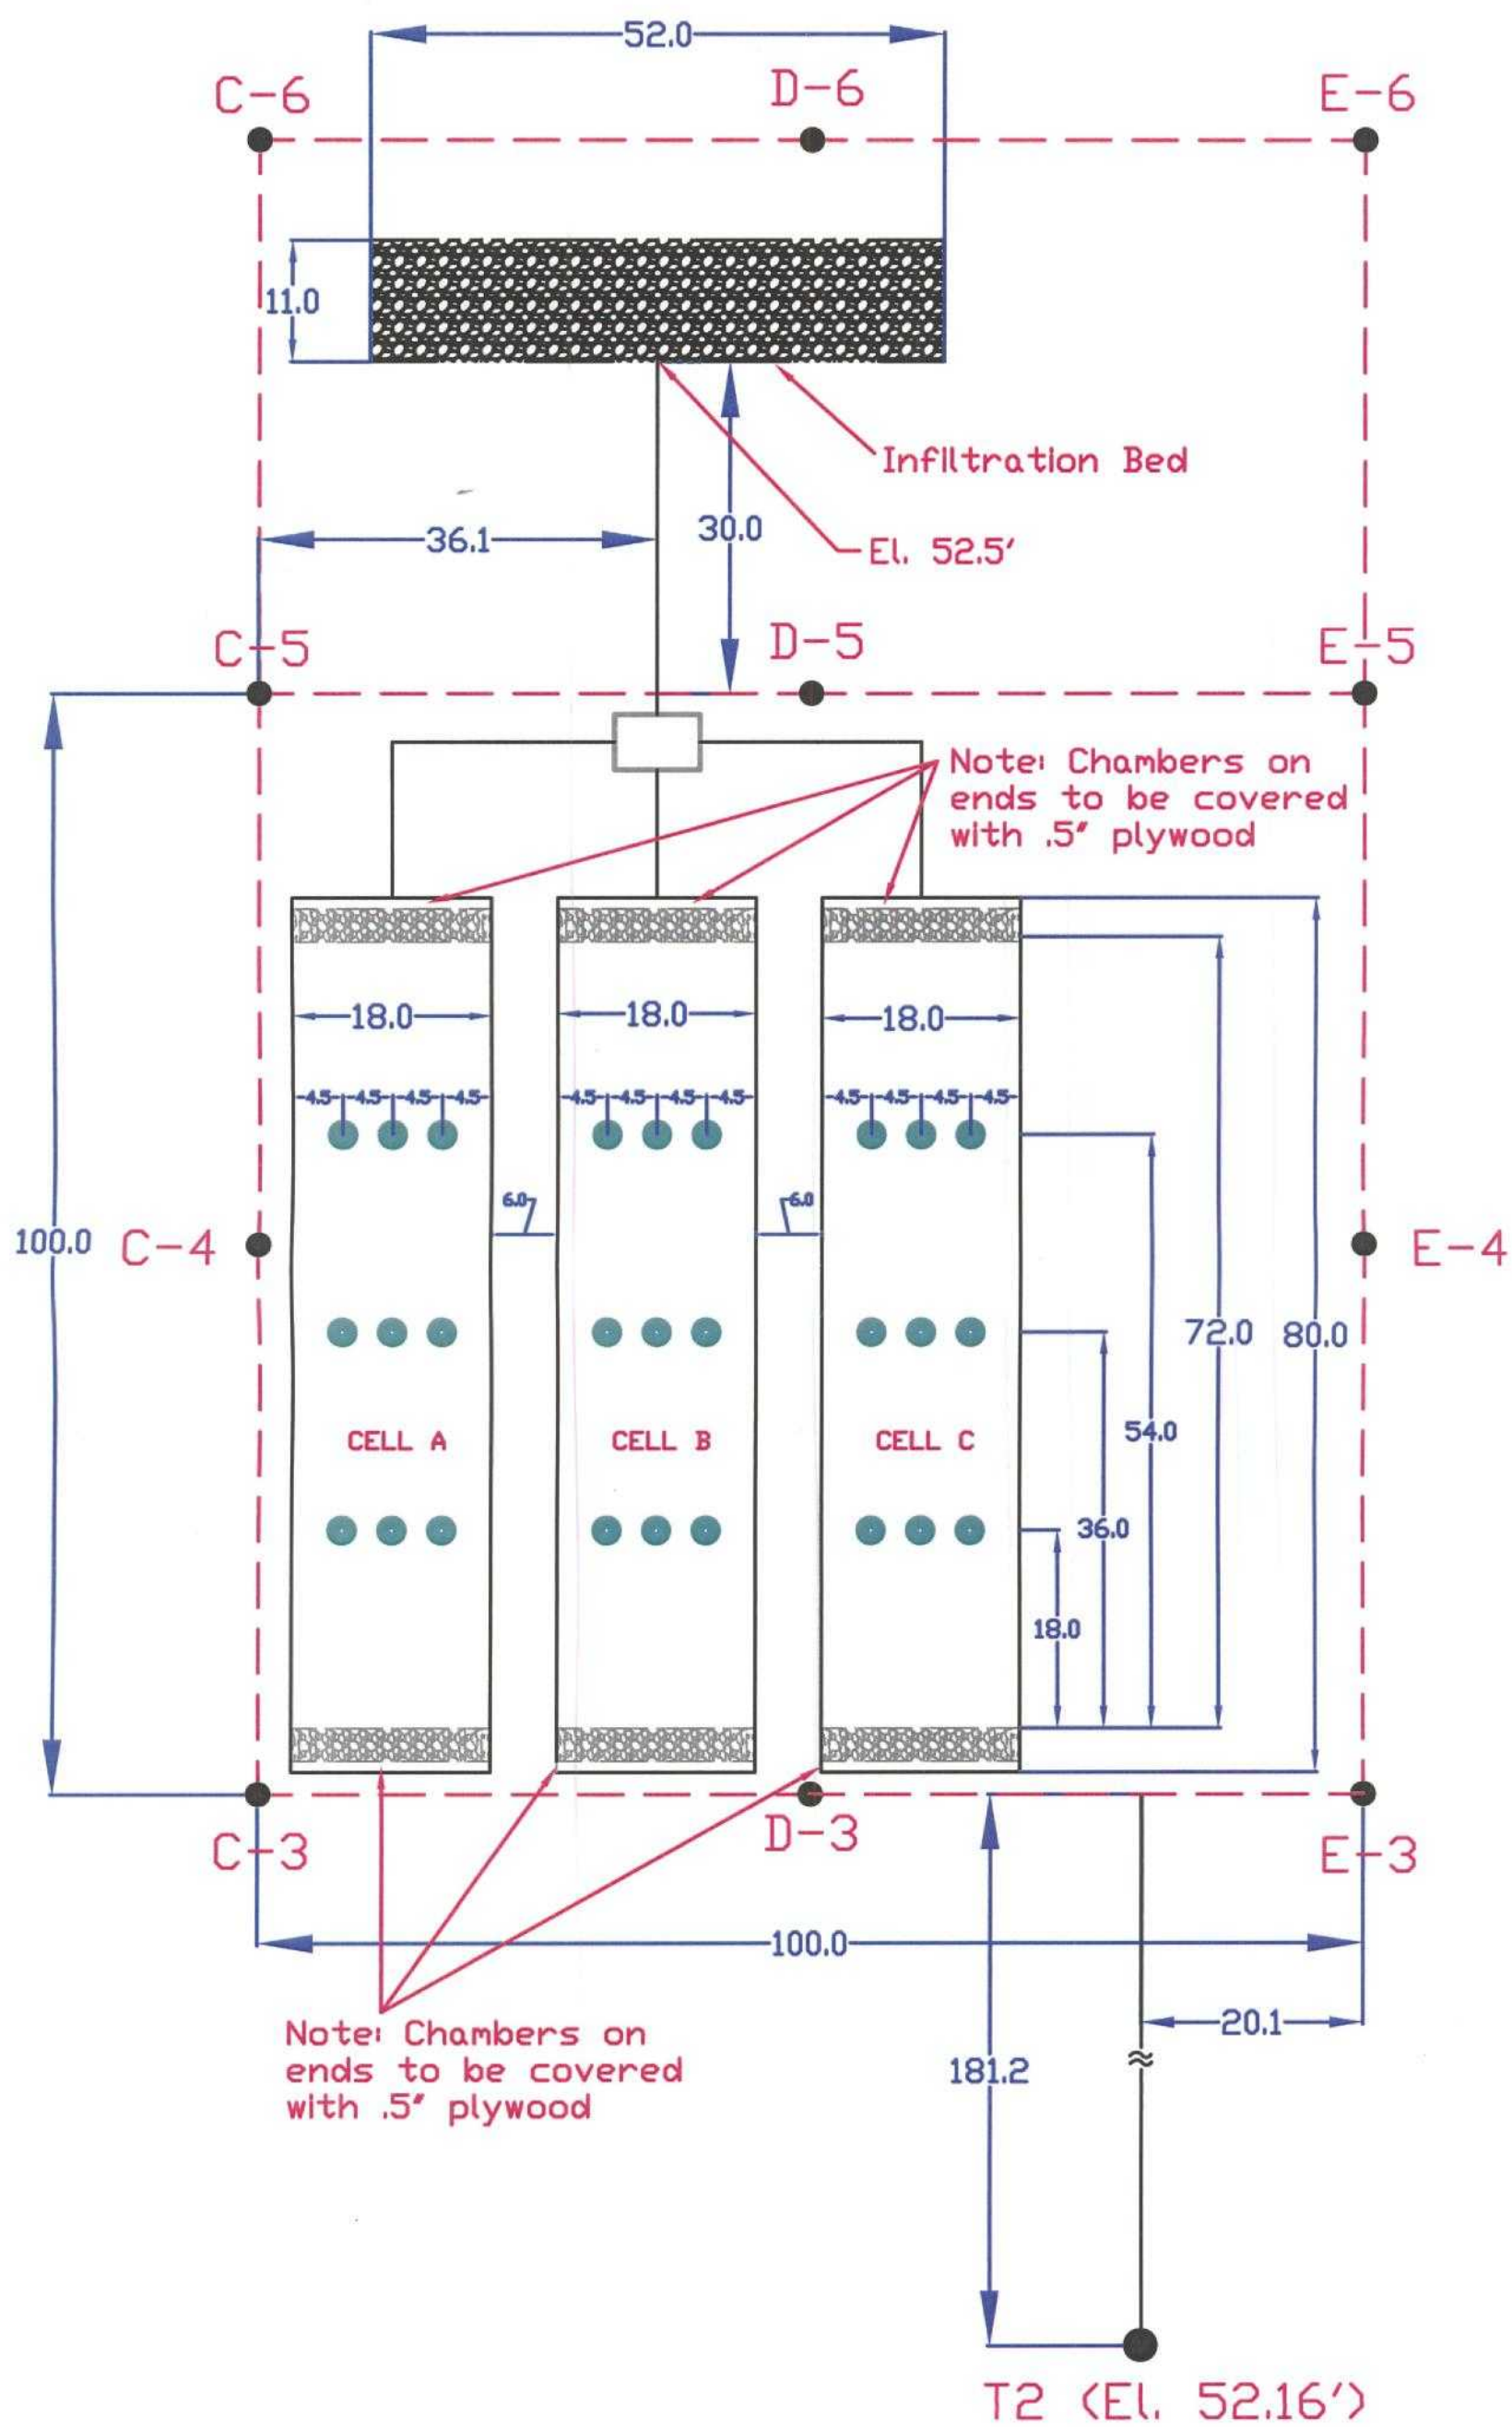 52.0
C-6
D-6
E-6
11.0
Infiltration Bed
36.1
30.0
El. 52.5'
C-5
D-5
E-5
Note: Chambers on
ends to be covered
with .5" plywood
18.0
18.0
18.0
4.5 4.5 4.5 4.5
4.5 4.5 4.5 4.5
4.5 4.5 4.5 4.5
6.0
6.0
100.0
C-4
E-4
72.0
80.0
54.0
CELL A
CELL B
CELL C
36.0
18.0
C-3
D-3
E-3
100.0
20.1
181.2
Note: Chambers on
ends to be covered
with .5" plywood
T2 (El. 52.16')